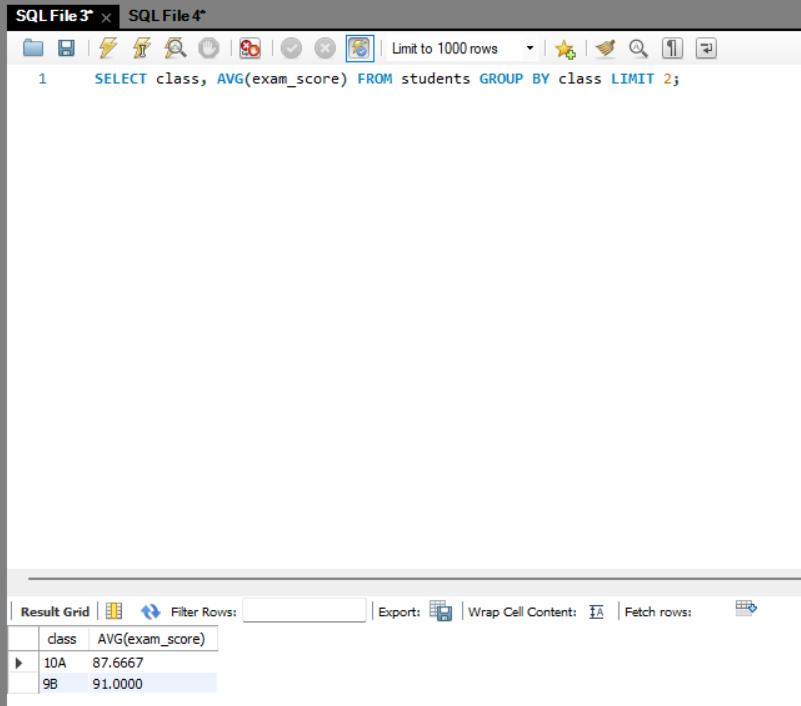 SQL File 3* × SQL File 4*
Limit to 1000 rows
1 SELECT class, AVG(exam_score) FROM students GROUP BY class LIMIT 2;
Result Grid Filter Rows: Export: Wrap Cell Content: Fetch rows:
class AVG(exam_score)
10A 87.6667
9B 91.0000